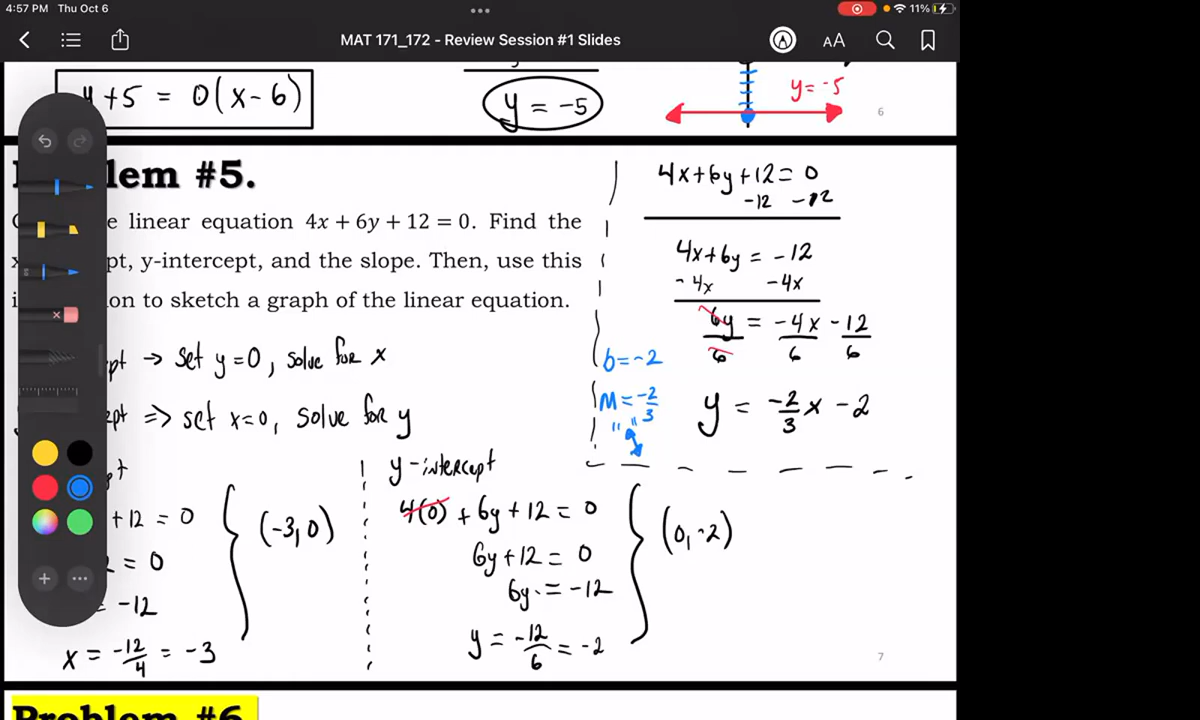 4:57 PM Thu Oct 6
11%
MAT 171_172 - Review Session #1 Slides
AA
y+5 = 0(x-6)
y = -5
y = -5
6
lem #5.
e linear equation 4x + 6y + 12 = 0. Find the
pt, y-intercept, and the slope. Then, use this
on to sketch a graph of the linear equation.
pt → set y=0, solve for x
pt => set x=0, solve for y
pt
+12 = 0
= 0
= -12
x = -12/4 = -3
(-3,0)
y-intercept
4(0) + 6y + 12 = 0
6y+12 = 0
6y = -12
y = -12/6 = -2
(0,-2)
4x+6y+12 = 0
-12 -12
4x+6y = -12
-4x -4x
6y/6 = -4x/6 -12/6
y = -2/3x -2
b=-2
M = -2/3
" "
7
Problem #6